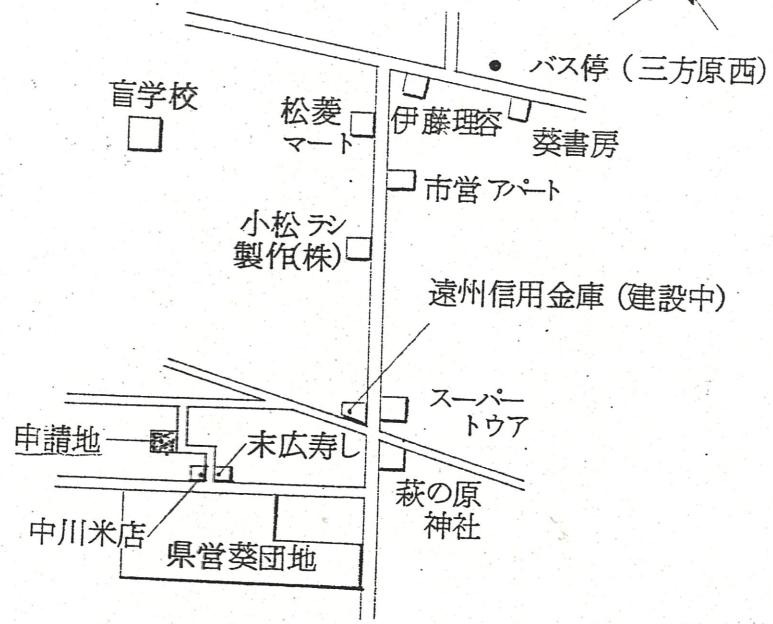 バス停（三方原西）
盲学校
松菱
マート
伊藤理容
葵書房
市営アパート
小松ラシ
製作(株)
遠州信用金庫（建設中）
スーパー
トウア
申請地
末広寿し
萩の原
神社
中川米店
県営葵団地